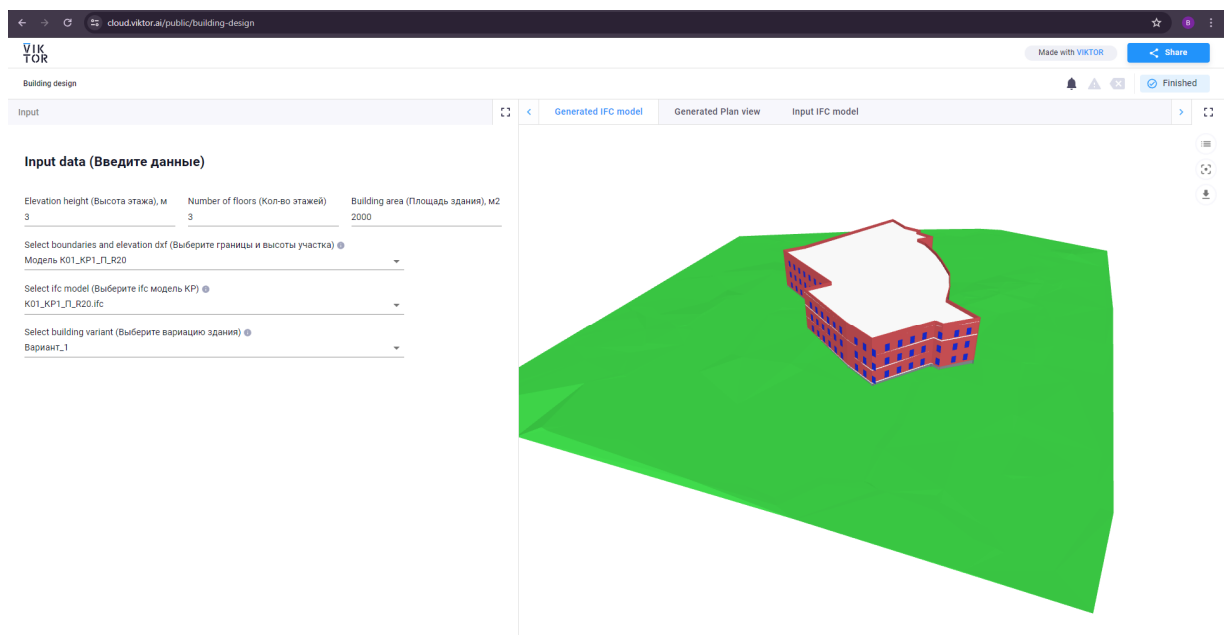 cloud.viktor.ai/public/building-design
B
VIK
TOR
Made with VIKTOR
Share
Building design
Finished
Input
Generated IFC model
Generated Plan view
Input IFC model
Input data (Введите данные)
Elevation height (Высота этажа), м
Number of floors (Кол-во этажей)
Building area (Площадь здания), м2
3
3
2000
Select boundaries and elevation dxf (Выберите границы и высоты участка)
Модель K01_КР1_П_R20
Select ifc model (Выберите ifc модель КР)
K01_КР1_П_R20.ifc
Select building variant (Выберите вариацию здания)
Вариант_1